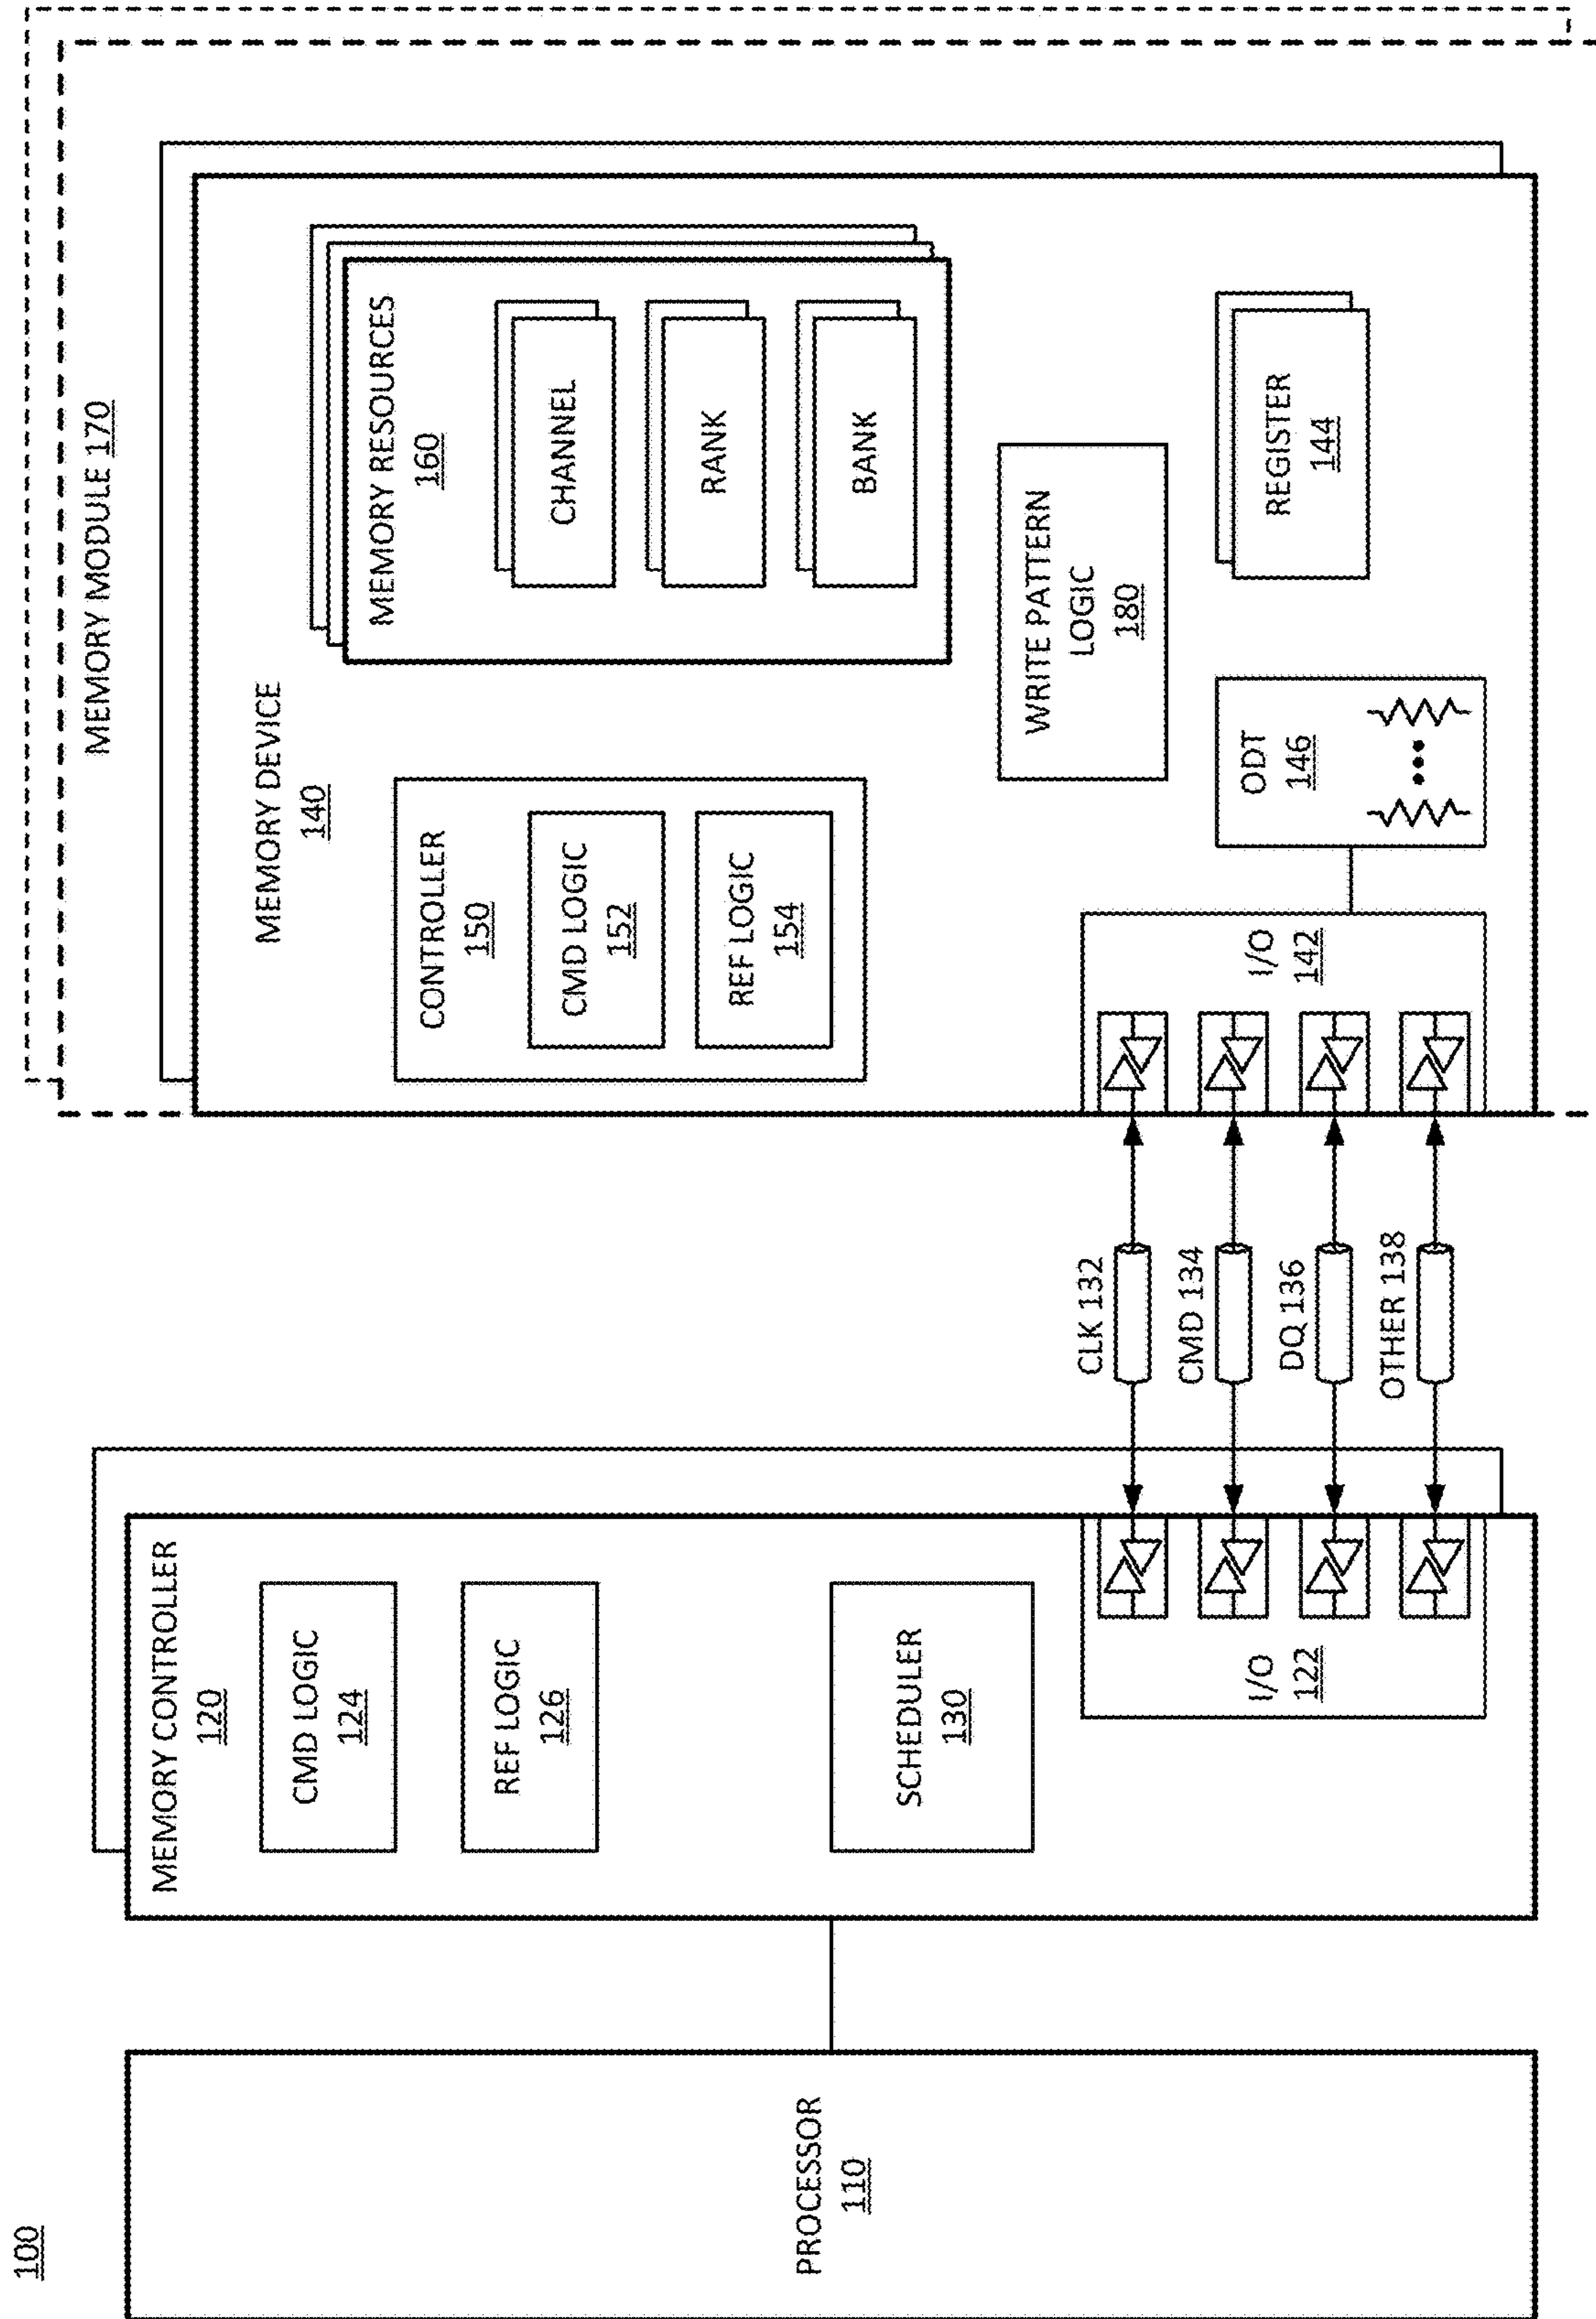 100
PROCESSOR
110
MEMORY CONTROLLER
120
CMD LOGIC
124
REF LOGIC
126
SCHEDULER
130
I/O
122
CLK 132
CMD 134
DQ 136
OTHER 138
MEMORY MODULE 170
MEMORY DEVICE
140
CONTROLLER
150
CMD LOGIC
152
REF LOGIC
154
I/O
142
MEMORY RESOURCES
160
CHANNEL
RANK
BANK
WRITE PATTERN
LOGIC
180
ODT
146
REGISTER
144